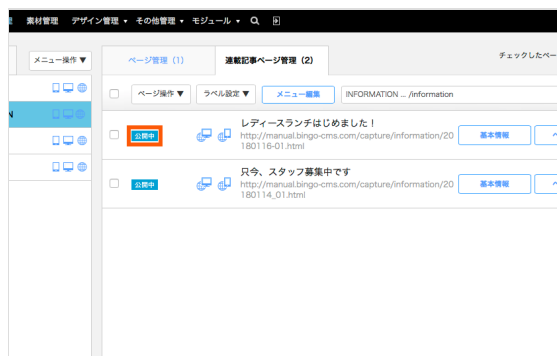 素材管理 デザイン管理 ▼ その他管理 ▼ モジュール ▼
メニュー操作 ▼
ページ管理（1）
連載記事ページ管理（2）
チェックしたペー
ページ操作 ▼
ラベル設定 ▼
メニュー編集
INFORMATION ... /information
公開中
レディースランチはじめました！
http://manual.bingo-cms.com/capture/information/20
180116-01.html
基本情報
公開中
只今、スタッフ募集中です
http://manual.bingo-cms.com/capture/information/20
180114_01.html
基本情報